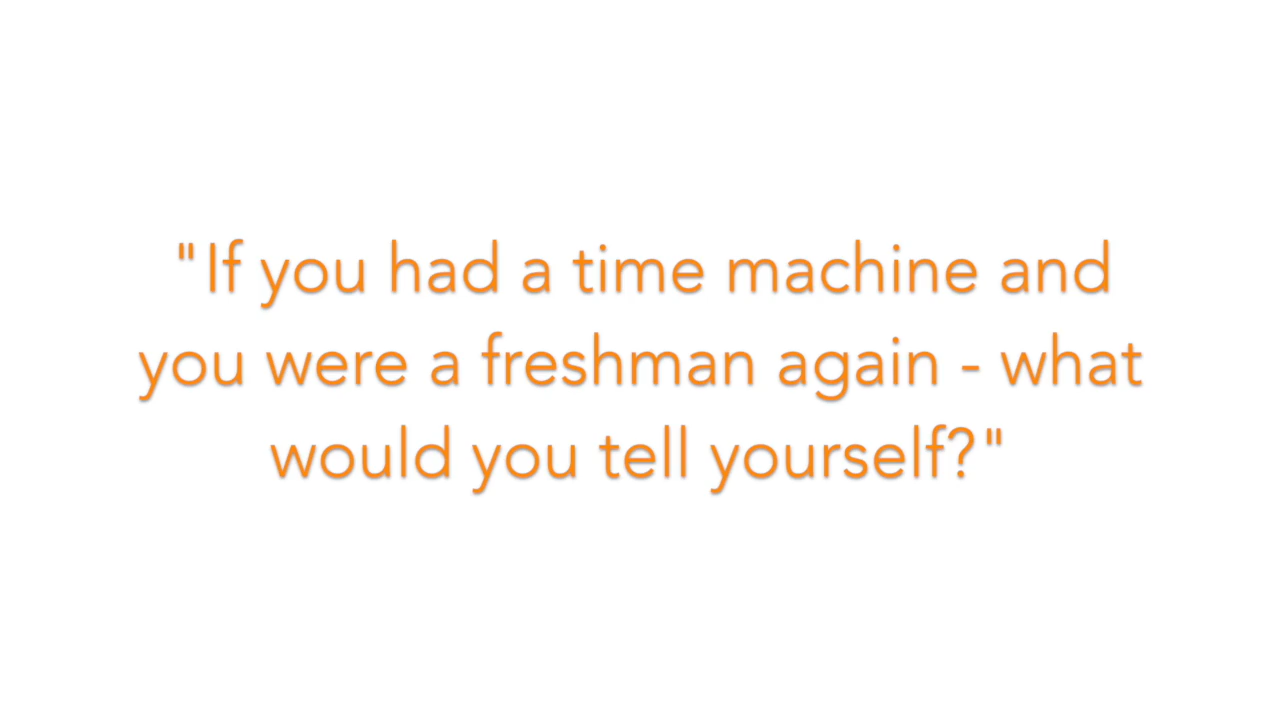 "If you had a time machine and
you were a freshman again - what
would you tell yourself?"